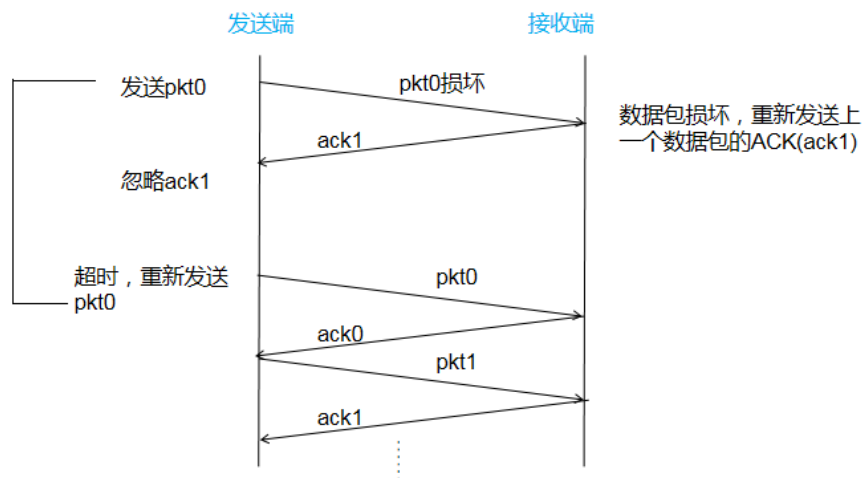 发送端
接收端
发送pkt0
pkt0损坏
数据包损坏，重新发送上
一个数据包的ACK(ack1)
ack1
忽略ack1
超时，重新发送
pkt0
pkt0
ack0
pkt1
ack1